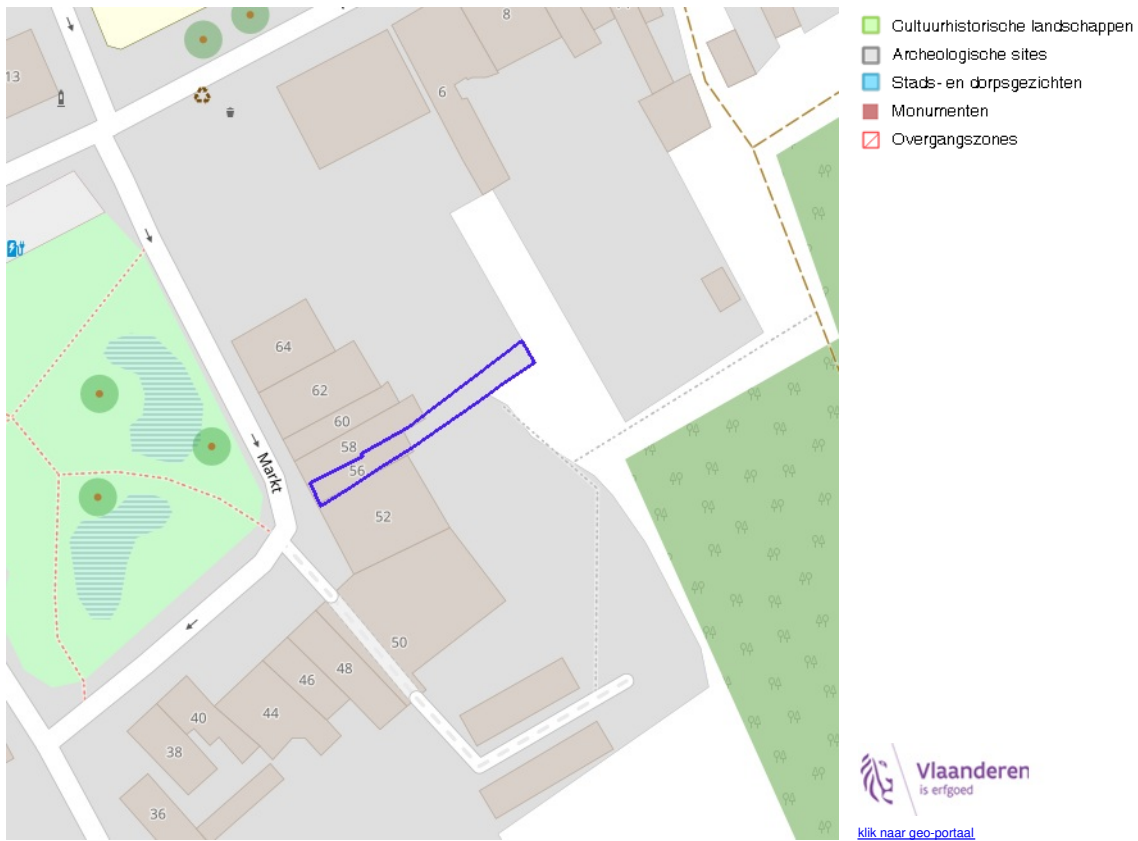 13
8
6
64
62
60
58
56
52
Markt
50
48
46
44
40
38
36
Cultuurhistorische landschappen
Archeologische sites
Stads- en dorpsgezichten
Monumenten
Overgangszones
Vlaanderen
is erfgoed
klik naar geo-portaal